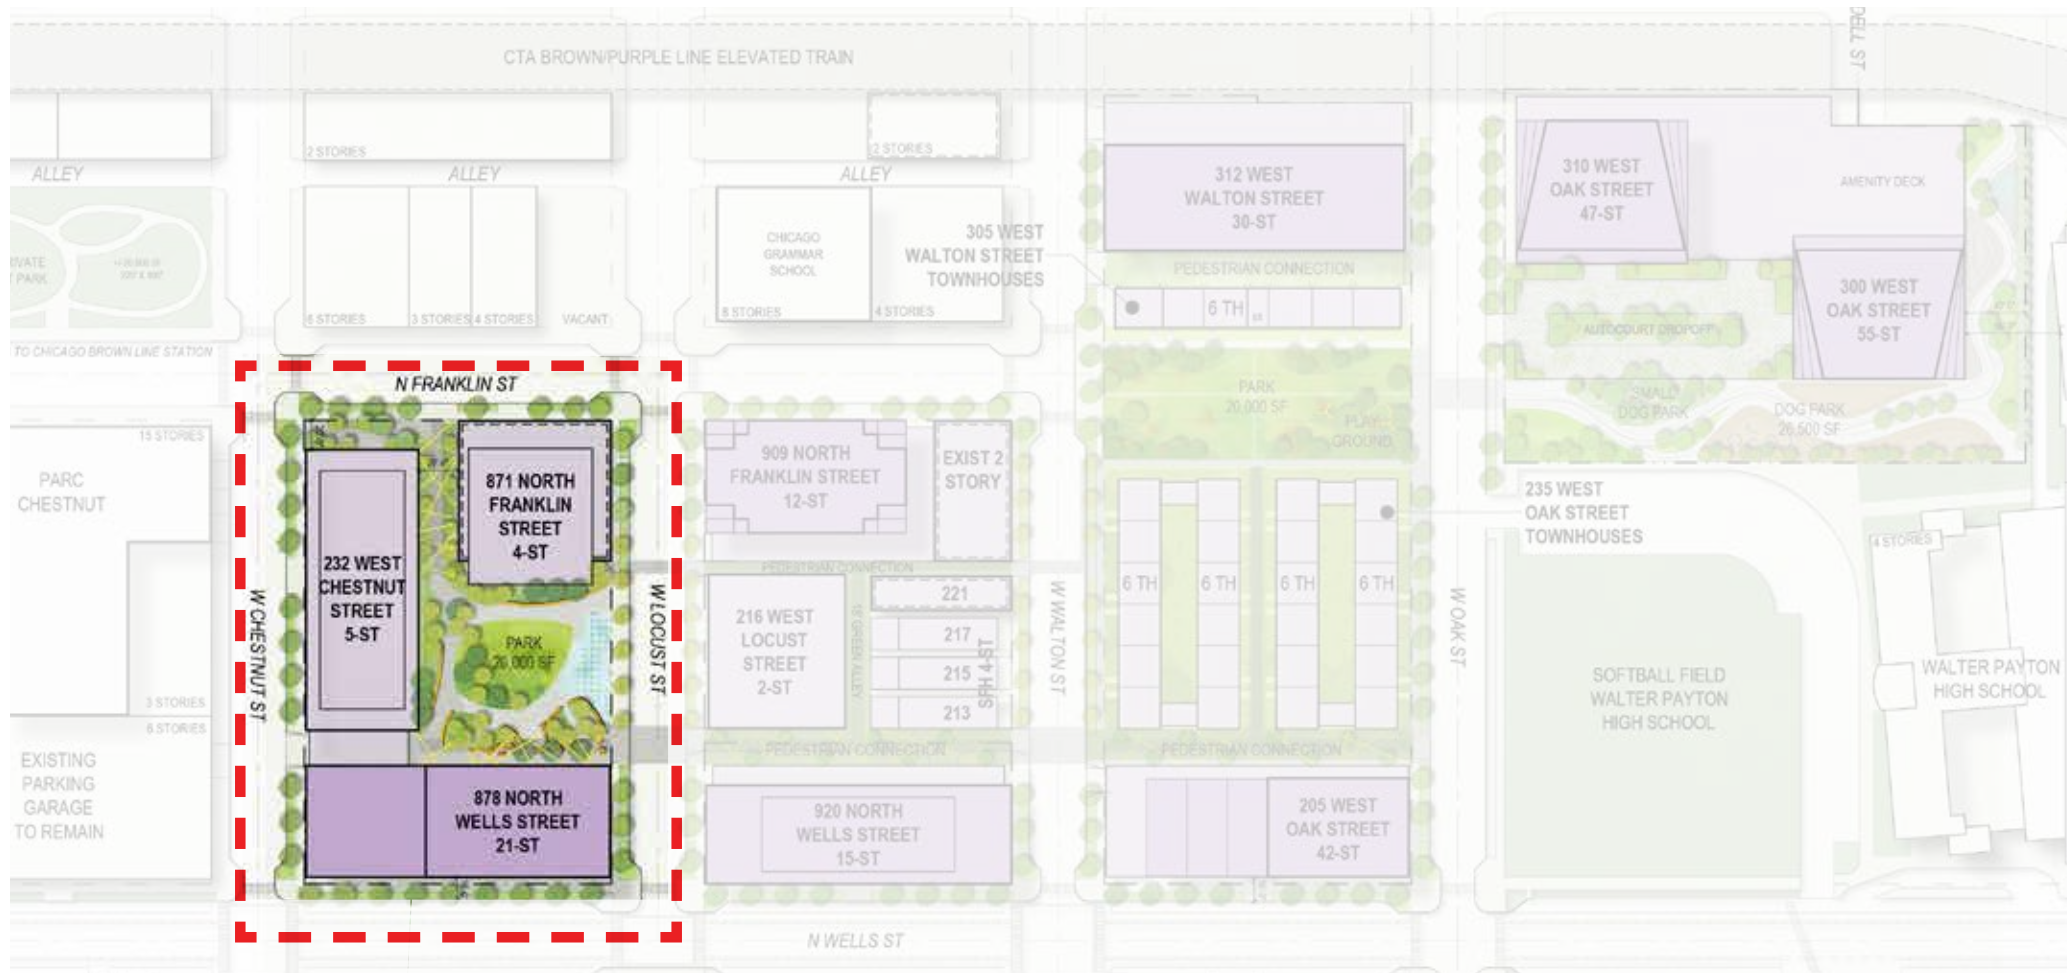 CTA BROWN/PURPLE LINE ELEVATED TRAIN
DELL ST
2 STORIES
2 STORIES
ALLEY
ALLEY
ALLEY
PARK
6 STORIES
3 STORIES
4 STORIES
VACANT
CHICAGO
GRAMMAR
SCHOOL
8 STORIES
4 STORIES
312 WEST
WALTON STREET
30-ST
305 WEST
WALTON STREET
TOWNHOUSES
PEDESTRIAN CONNECTION
6 TH
310 WEST
OAK STREET
47-ST
AMENITY DECK
300 WEST
OAK STREET
55-ST
AUTOCOURT DROPOFF
TO CHICAGO BROWN LINE STATION
N FRANKLIN ST
PARK
20,000 SF
PLAY
GROUND
SMALL
DOG PARK
DOG PARK
26,500 SF
15 STORIES
PARC
CHESTNUT
3 STORIES
6 STORIES
EXISTING
PARKING
GARAGE
TO REMAIN
W CHESTNUT ST
232 WEST
CHESTNUT
STREET
5-ST
871 NORTH
FRANKLIN
STREET
4-ST
PARK
20,000 SF
878 NORTH
WELLS STREET
21-ST
W LOCUST ST
909 NORTH
FRANKLIN STREET
12-ST
EXIST 2
STORY
PEDESTRIAN CONNECTION
216 WEST
LOCUST
STREET
2-ST
18' GREEN ALLEY
221
217
215
213
SFH 4-ST
PEDESTRIAN CONNECTION
920 NORTH
WELLS STREET
15-ST
W WALTON ST
6 TH
6 TH
6 TH
6 TH
PEDESTRIAN CONNECTION
205 WEST
OAK STREET
42-ST
W OAK ST
235 WEST
OAK STREET
TOWNHOUSES
4 STORIES
SOFTBALL FIELD
WALTER PAYTON
HIGH SCHOOL
WALTER PAYTON
HIGH SCHOOL
N WELLS ST